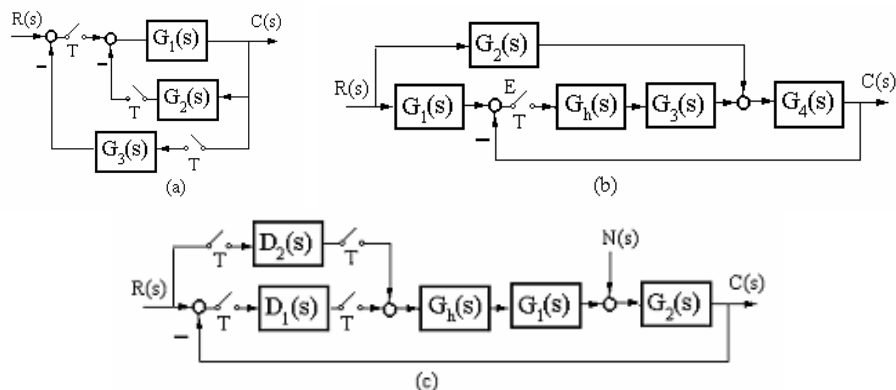 R(s)
T
G1(s)
C(s)
T
G2(s)
G3(s)
T
(a)
G2(s)
R(s)
G1(s)
E
T
Gh(s)
G3(s)
G4(s)
C(s)
(b)
T
D2(s)
T
N(s)
R(s)
T
D1(s)
T
Gh(s)
G1(s)
G2(s)
C(s)
(c)